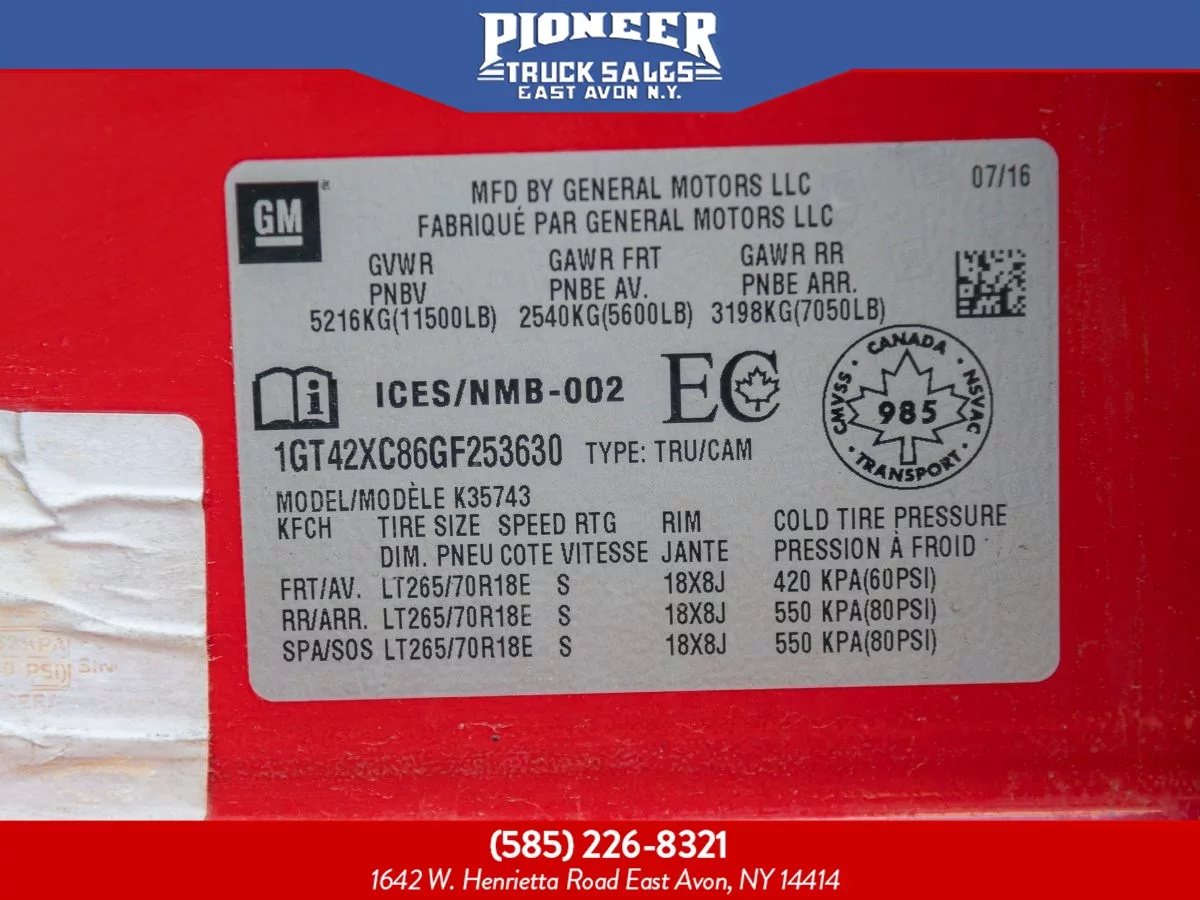 PIONEER
TRUCK SALES
EAST AVON N.Y.
GM ®
MFD BY GENERAL MOTORS LLC
07/16
FABRIQUÉ PAR GENERAL MOTORS LLC
GVWR GAWR FRT GAWR RR
PNBV PNBE AV. PNBE ARR.
5216KG(11500LB) 2540KG(5600LB) 3198KG(7050LB)
i ICES/NMB-002 EC
CANADA
CMVSS 985 NSVAC
TRANSPORT
1GT42XC86GF253630 TYPE: TRU/CAM
MODEL/MODÈLE K35743
KFCH TIRE SIZE SPEED RTG RIM COLD TIRE PRESSURE
DIM. PNEU COTE VITESSE JANTE PRESSION À FROID
FRT/AV. LT265/70R18E S 18X8J 420 KPA(60PSI)
RR/ARR. LT265/70R18E S 18X8J 550 KPA(80PSI)
SPA/SOS LT265/70R18E S 18X8J 550 KPA(80PSI)
PSI)
(585) 226-8321
1642 W. Henrietta Road East Avon, NY 14414